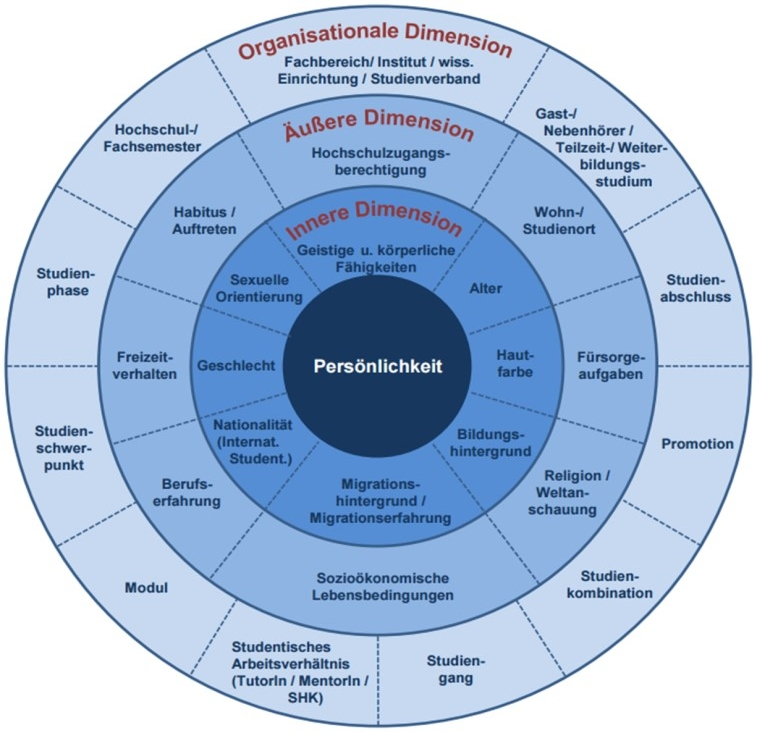 Organisationale Dimension
Fachbereich/ Institut / wiss.
Einrichtung / Studienverband
Gast-/
Nebenhörer /
Teilzeit-/ Weiter-
bildungs-
studium
Studien-
abschluss
Promotion
Studien-
kombination
Studien-
gang
Studentisches
Arbeitsverhältnis
(TutorIn / MentorIn /
SHK)
Modul
Studien-
schwer-
punkt
Studien-
phase
Hochschul-/
Fachsemester
Äußere Dimension
Hochschulzugangs-
berechtigung
Wohn-/
Studienort
Fürsorge-
aufgaben
Religion /
Weltan-
schauung
Sozioökonomische
Lebensbedingungen
Berufs-
erfahrung
Freizeit-
verhalten
Habitus /
Auftreten
Innere Dimension
Geistige u. körperliche
Fähigkeiten
Alter
Haut-
farbe
Bildungs-
hintergrund
Migrations-
hintergrund /
Migrationserfahrung
Nationalität
(Internat.
Student.)
Geschlecht
Sexuelle
Orientierung
Persönlichkeit